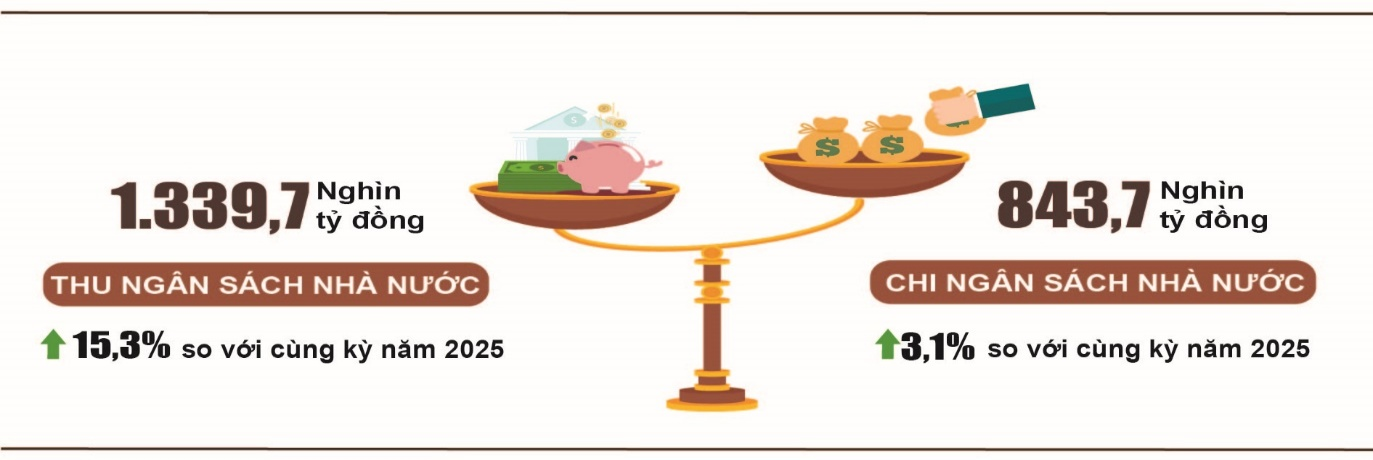 1.339,7 Nghìn
tỷ đồng
THU NGÂN SÁCH NHÀ NƯỚC
15,3% so với cùng kỳ năm 2025
$
$
843,7 Nghìn
tỷ đồng
CHI NGÂN SÁCH NHÀ NƯỚC
3,1% so với cùng kỳ năm 2025